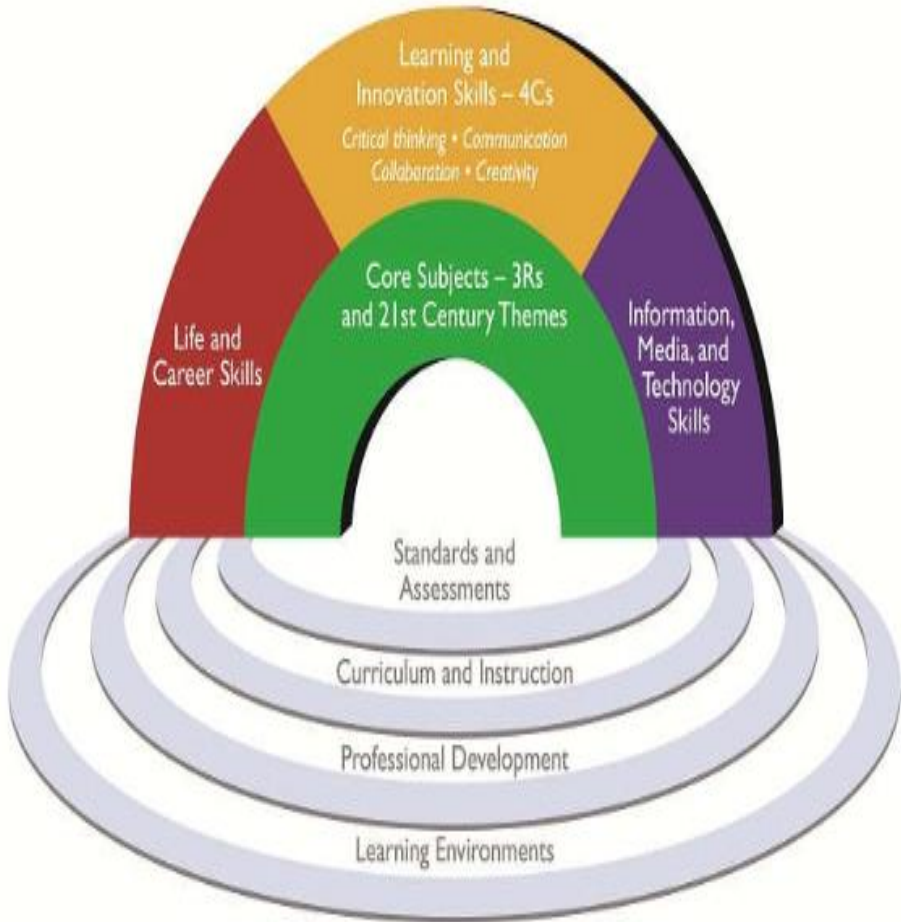 Learning and
Innovation Skills – 4Cs
Critical thinking • Communication
Collaboration • Creativity
Core Subjects – 3Rs
and 21st Century Themes
Life and
Career Skills
Information,
Media, and
Technology
Skills
Standards and
Assessments
Curriculum and Instruction
Professional Development
Learning Environments